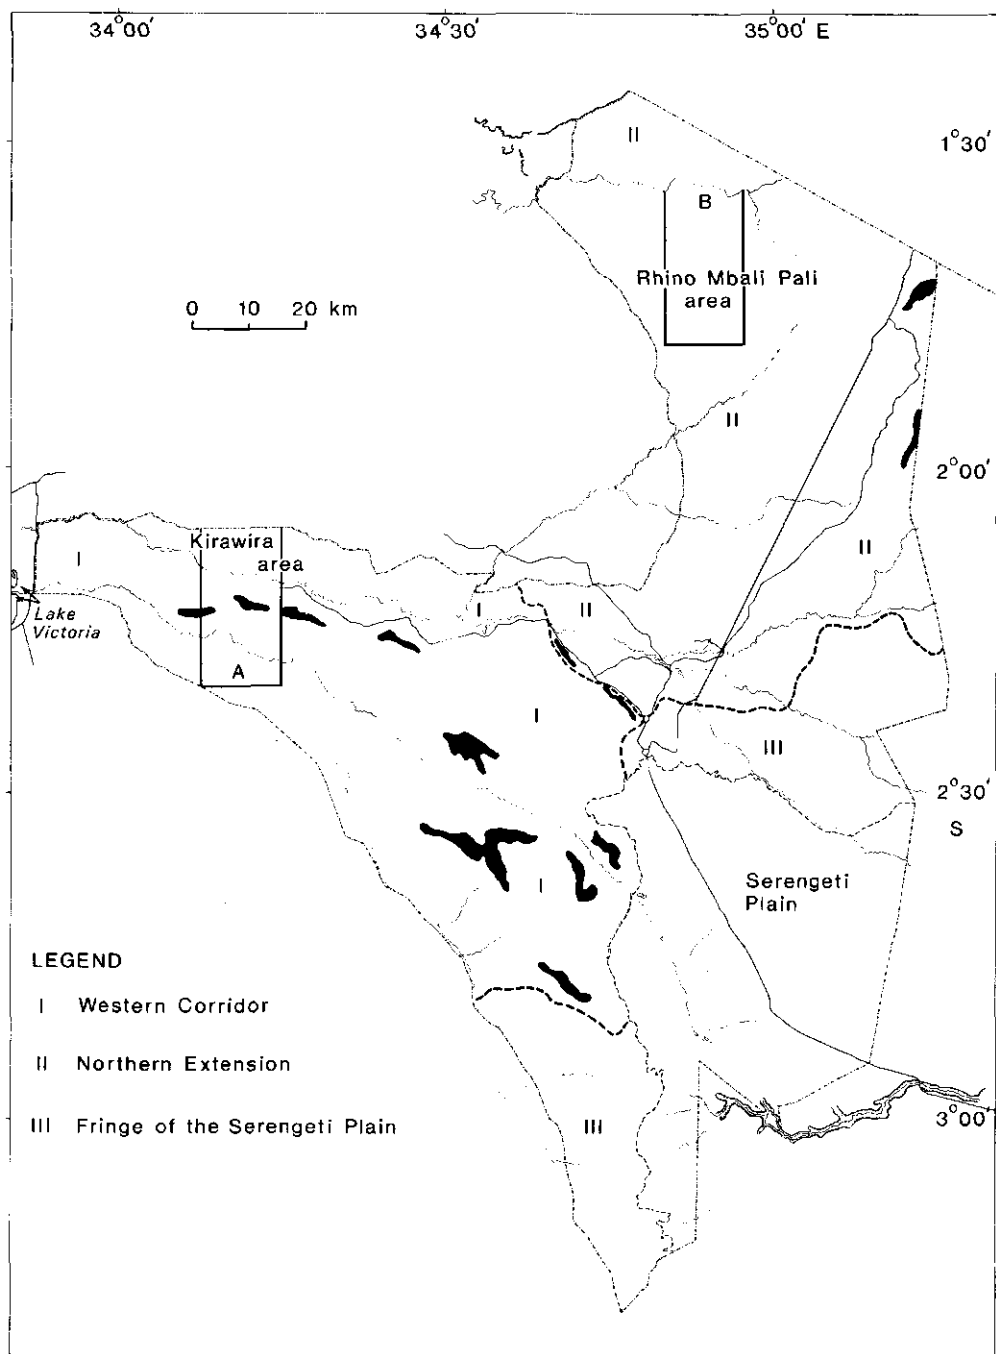 34°00′ 34°30′ 35°00′ E
II
1°30′
B
Rhino Mbali Pali
area
0 10 20 km
II
2°00′
Kirawira
area
I
II
I
II
Lake
Victoria
A
I
III
2°30′
S
I
Serengeti
Plain
LEGEND
I Western Corridor
II Northern Extension
III Fringe of the Serengeti Plain
III
3°00′